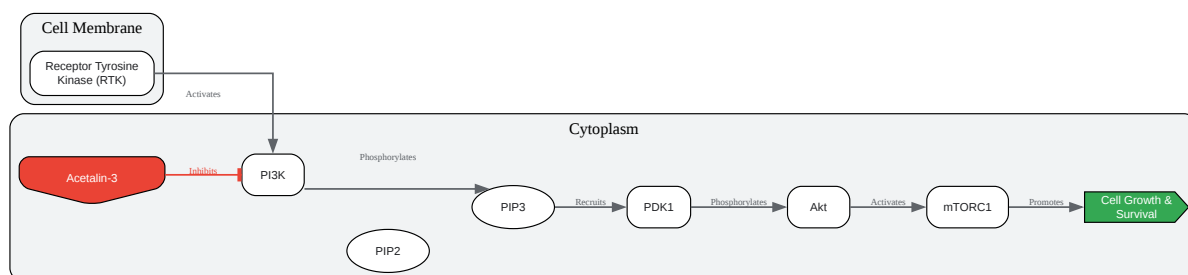 Cell Membrane
Receptor Tyrosine
Kinase (RTK)
Activates
Cytoplasm
Acetalin-3
Inhibits
PI3K
Phosphorylates
PIP3
Recruits
PDK1
Phosphorylates
Akt
Activates
mTORC1
Promotes
Cell Growth &
Survival
PIP2